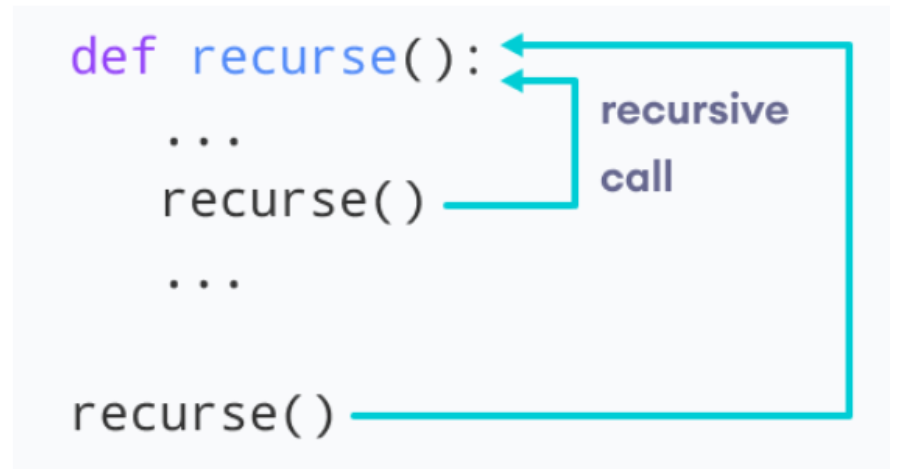 def recurse():
...
recurse()
...
recurse()
recursive
call